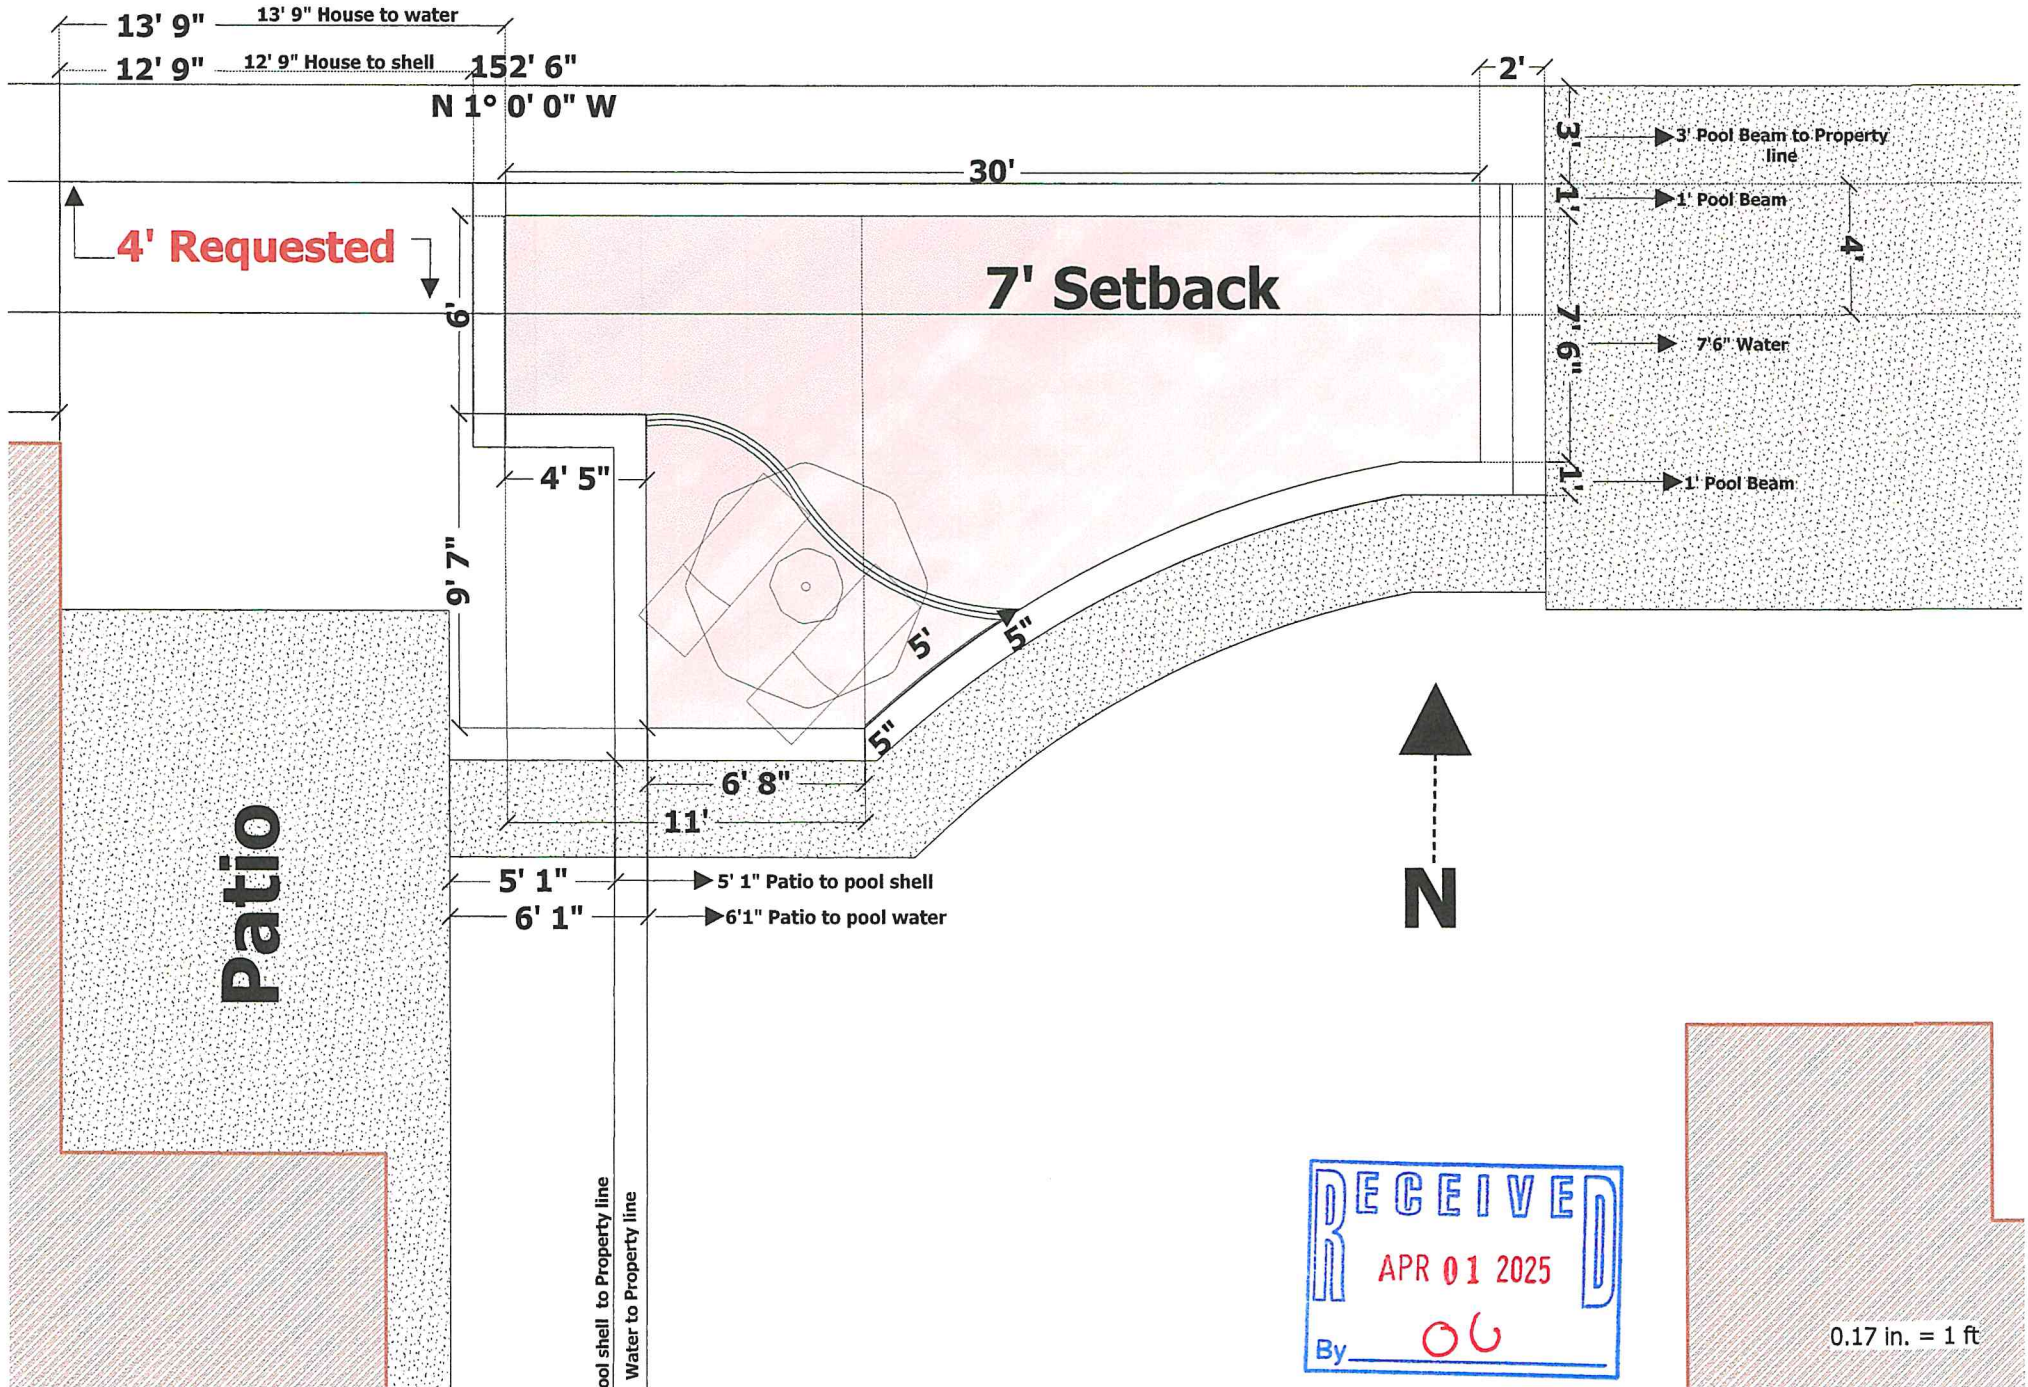 13' 9" 13' 9" House to water
12' 9" 12' 9" House to shell 152' 6" 2'
N 1° 0' 0" W
3' 3' Pool Beam to Property
line
30'
1' 1' Pool Beam
4' Requested
4'
7' Setback
6'
7' 6" 7'6" Water
4' 5"
1' 1' Pool Beam
9' 7"
5' 5"
5"
6' 8"
11'
Patio
5' 1" 5' 1" Patio to pool shell
6' 1" 6'1" Patio to pool water
N
ool shell to Property line
Water to Property line
RECEIVED
APR 01 2025
By
0.17 in. = 1 ft